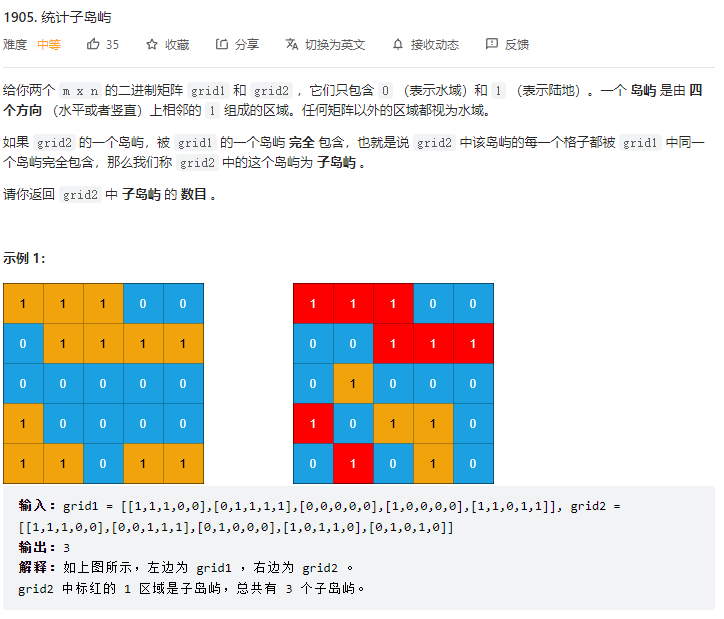 1905. 统计子岛屿
难度 中等 35 收藏 分享 切换为英文 接收动态 反馈
给你两个 m x n 的二进制矩阵 grid1 和 grid2 ，它们只包含 0 （表示水域）和 1 （表示陆地）。一个 岛屿 是由 四
个方向 （水平或者竖直）上相邻的 1 组成的区域。任何矩阵以外的区域都视为水域。
如果 grid2 的一个岛屿，被 grid1 的一个岛屿 完全 包含，也就是说 grid2 中该岛屿的每一个格子都被 grid1 中同一
个岛屿完全包含，那么我们称 grid2 中的这个岛屿为 子岛屿 。
请你返回 grid2 中 子岛屿 的 数目 。
示例 1：
1 1 1 0 0 1 1 1 0 0
0 1 1 1 1 0 0 1 1 1
0 0 0 0 0 0 1 0 0 0
1 0 0 0 0 1 0 1 1 0
1 1 0 1 1 0 1 0 1 0
输入：grid1 = [[1,1,1,0,0],[0,1,1,1,1],[0,0,0,0,0],[1,0,0,0,0],[1,1,0,1,1]], grid2 =
[[1,1,1,0,0],[0,0,1,1,1],[0,1,0,0,0],[1,0,1,1,0],[0,1,0,1,0]]
输出：3
解释：如上图所示，左边为 grid1 ，右边为 grid2 。
grid2 中标红的 1 区域是子岛屿，总共有 3 个子岛屿。